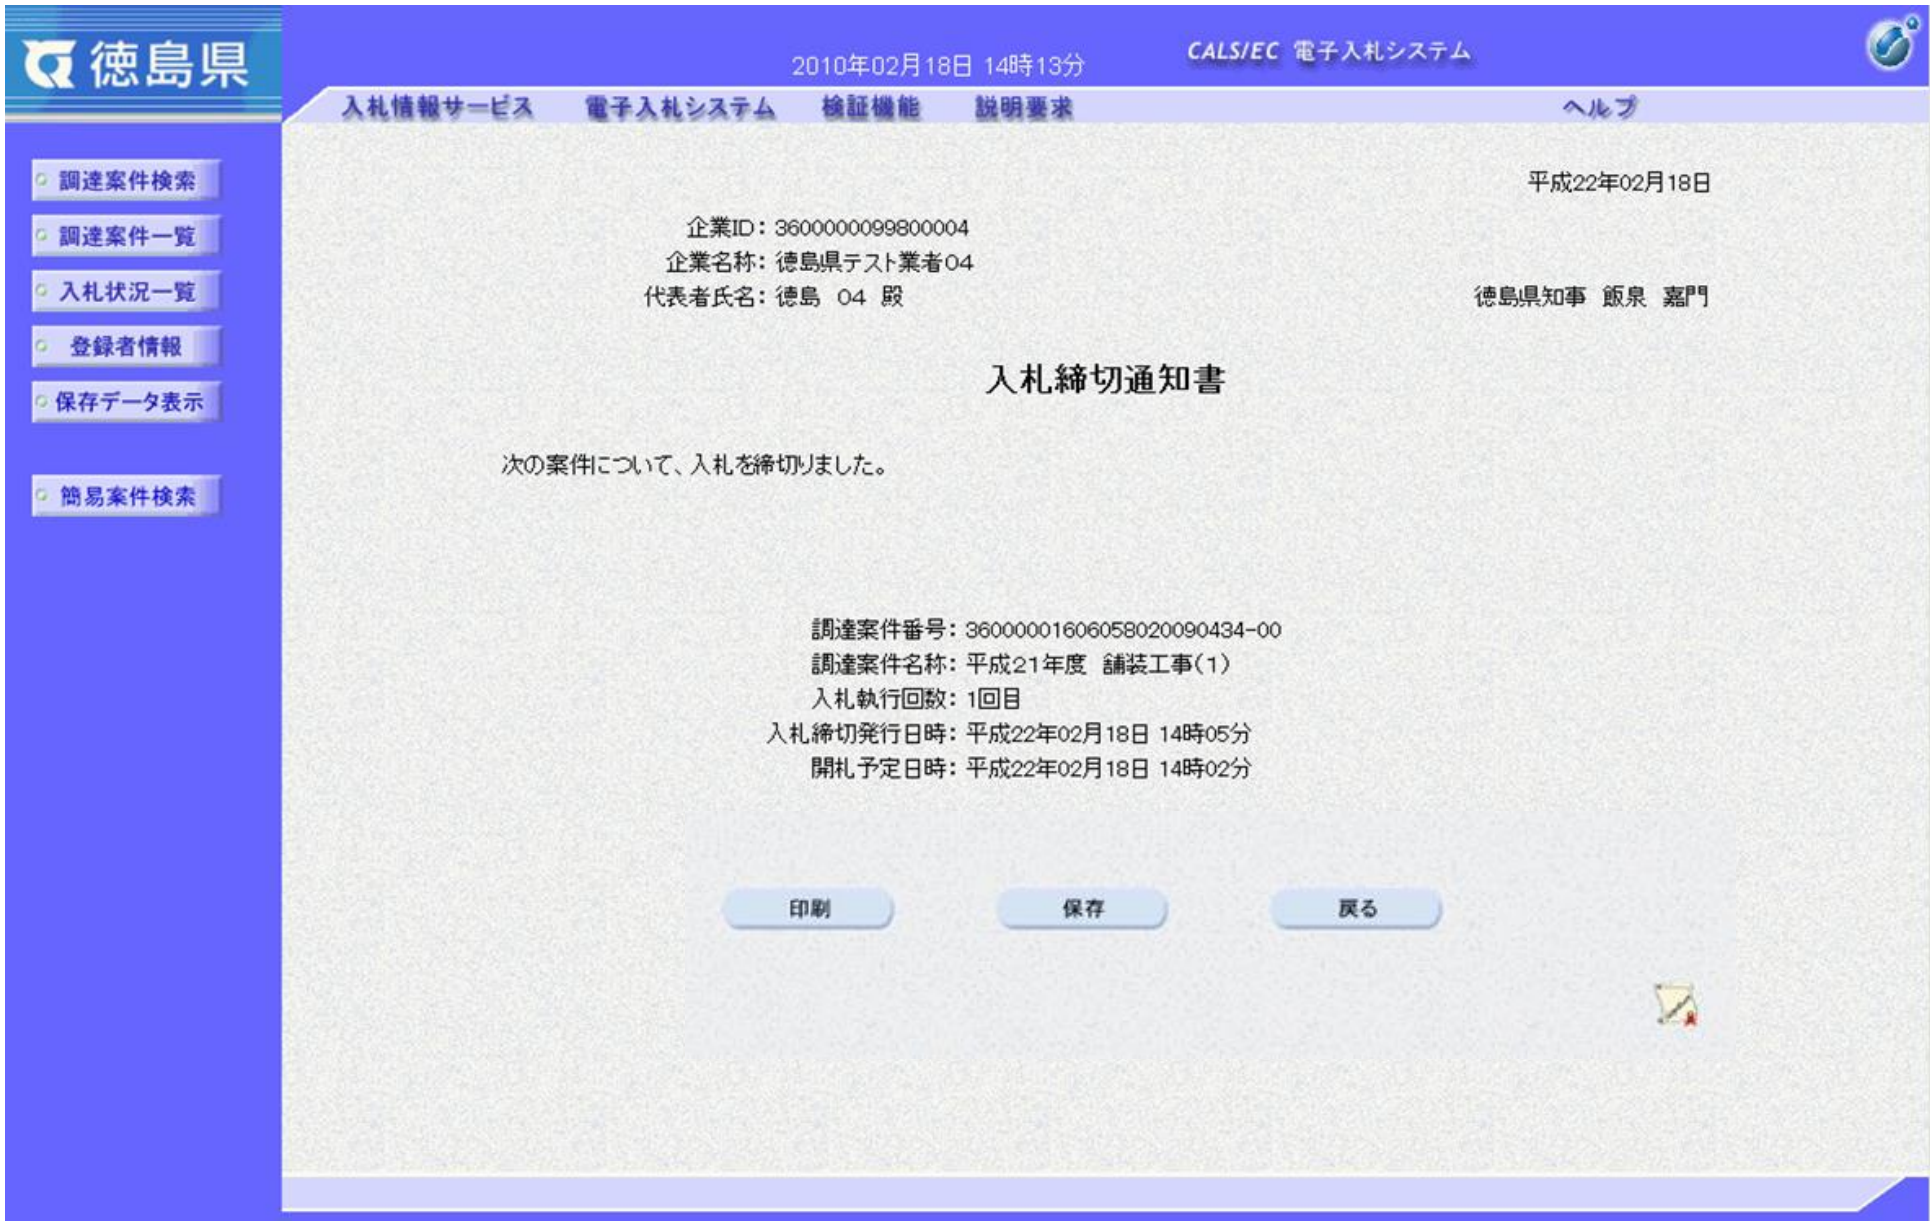 徳島県
2010年02月18日 14時13分
CALS/EC 電子入札システム
入札情報サービス 電子入札システム 検証機能 説明要求 ヘルプ
調達案件検索
調達案件一覧
入札状況一覧
登録者情報
保存データ表示
簡易案件検索
平成22年02月18日
企業ID：3600000099800004
企業名称：徳島県テスト業者04
代表者氏名：徳島 04 殿
徳島県知事 飯泉 嘉門
入札締切通知書
次の案件について、入札を締切りました。
調達案件番号：3600000160605802009​0434-00
調達案件名称：平成21年度 舗装工事(1)
入札執行回数：1回目
入札締切発行日時：平成22年02月18日 14時05分
開札予定日時：平成22年02月18日 14時02分
印刷
保存
戻る